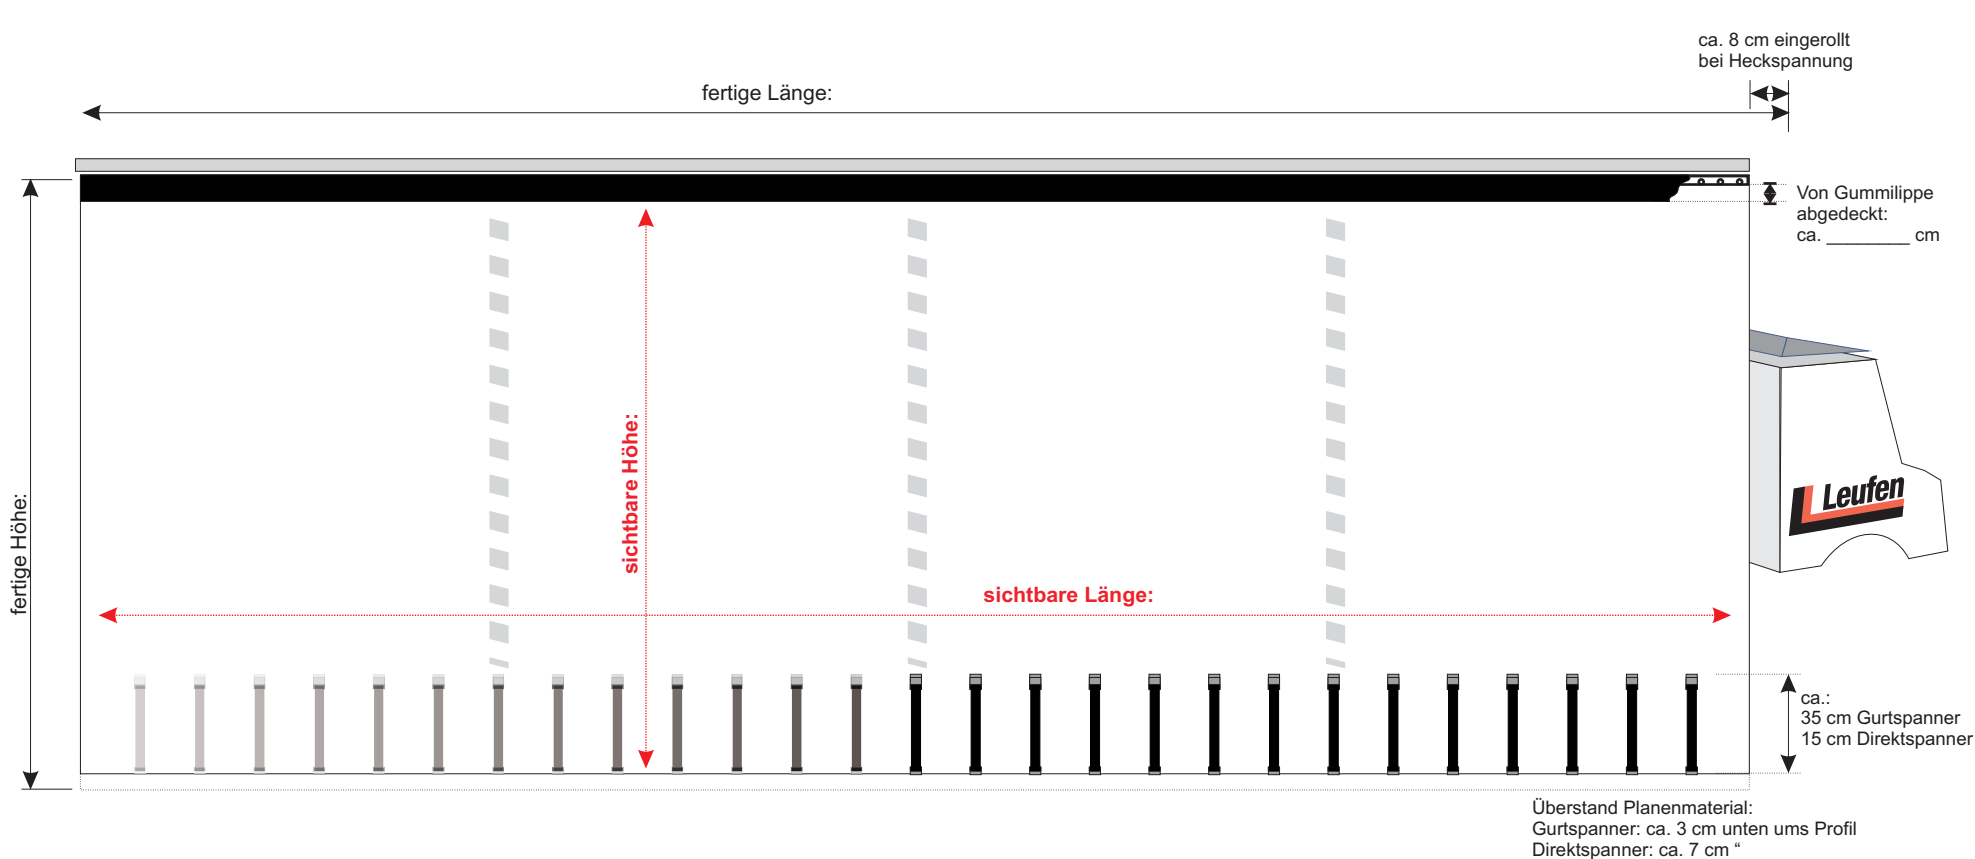 ca. 8 cm eingerollt
bei Heckspannung
fertige Länge:
Von Gummilippe
abgedeckt:
ca. ________ cm
sichtbare Höhe:
fertige Höhe:
Leufen
sichtbare Länge:
ca.:
35 cm Gurtspanner
15 cm Direktspanner
Überstand Planenmaterial:
Gurtspanner: ca. 3 cm unten ums Profil
Direktspanner: ca. 7 cm “